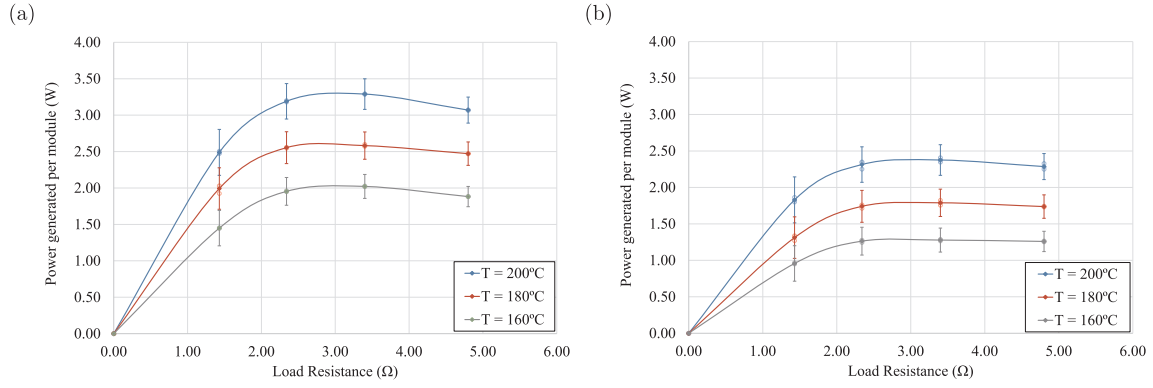 (a)
Power generated per module (W)
4.00
3.50
3.00
2.50
2.00
1.50
1.00
0.50
0.00
0.00 1.00 2.00 3.00 4.00 5.00 6.00
Load Resistance (Ω)
T = 200ºC
T = 180ºC
T = 160ºC
(b)
Power generated per module (W)
4.00
3.50
3.00
2.50
2.00
1.50
1.00
0.50
0.00
0.00 1.00 2.00 3.00 4.00 5.00 6.00
Load Resistance (Ω)
T = 200ºC
T = 180ºC
T = 160ºC